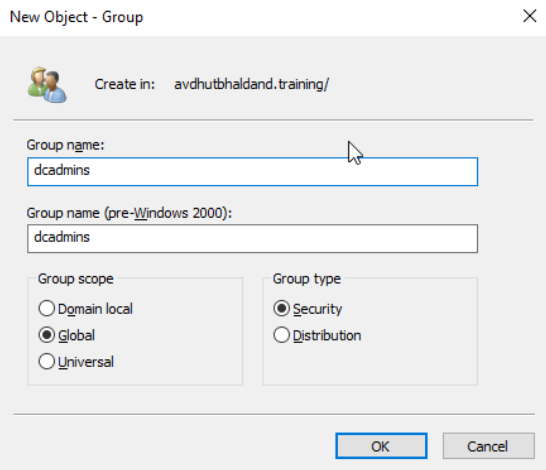 New Object - Group
Create in: avdhutbhaldand.training/
Group name:
dcadmins
Group name (pre-Windows 2000):
dcadmins
Group scope
Domain local
Global
Universal
Group type
Security
Distribution
OK
Cancel